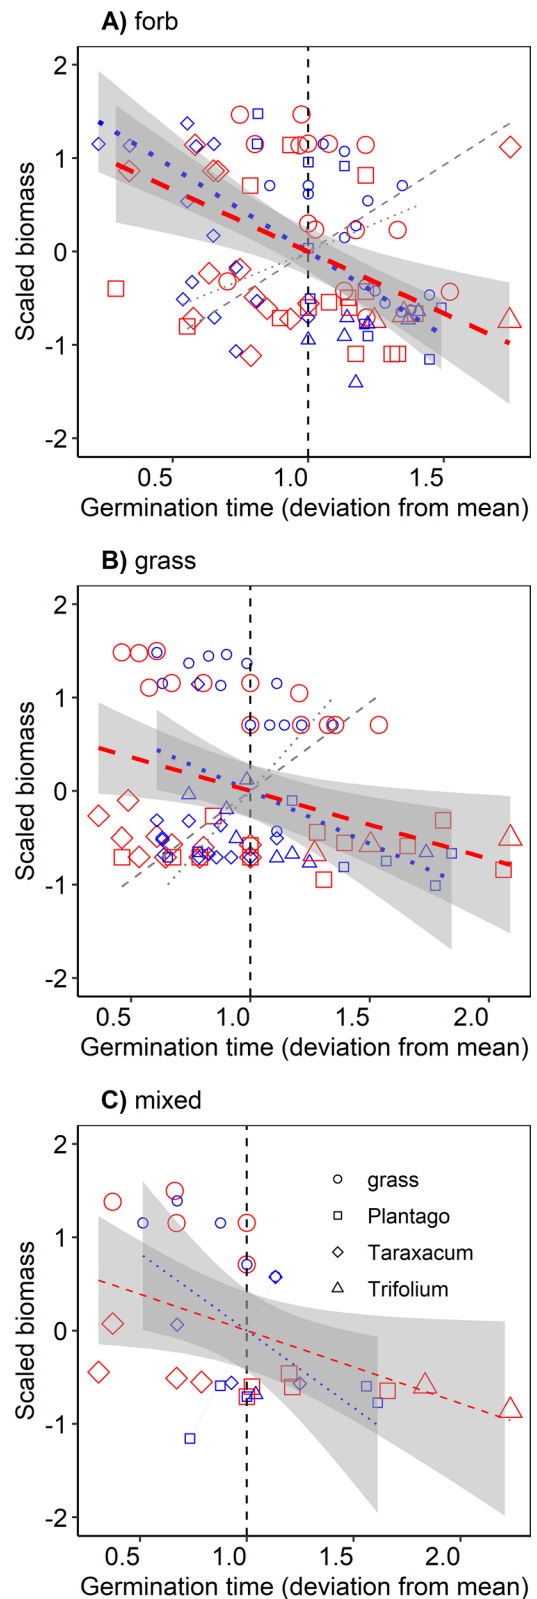 A) forb
2
1
0
-1
-2
Scaled biomass
0.5 1.0 1.5
Germination time (deviation from mean)
B) grass
2
1
0
-1
-2
Scaled biomass
0.5 1.0 1.5 2.0
Germination time (deviation from mean)
C) mixed
2
1
0
-1
-2
Scaled biomass
grass
Plantago
Taraxacum
Trifolium
0.5 1.0 1.5 2.0
Germination time (deviation from mean)